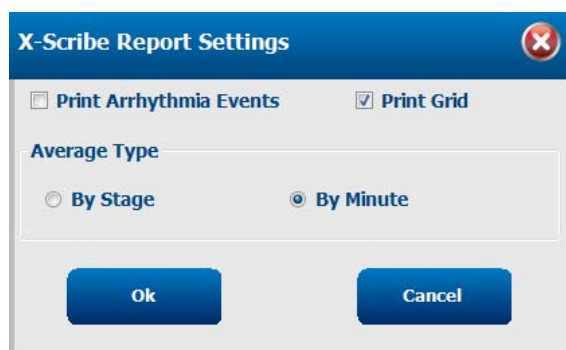 X-Scribe Report Settings
Print Arrhythmia Events Print Grid
Average Type
By Stage By Minute
Ok Cancel